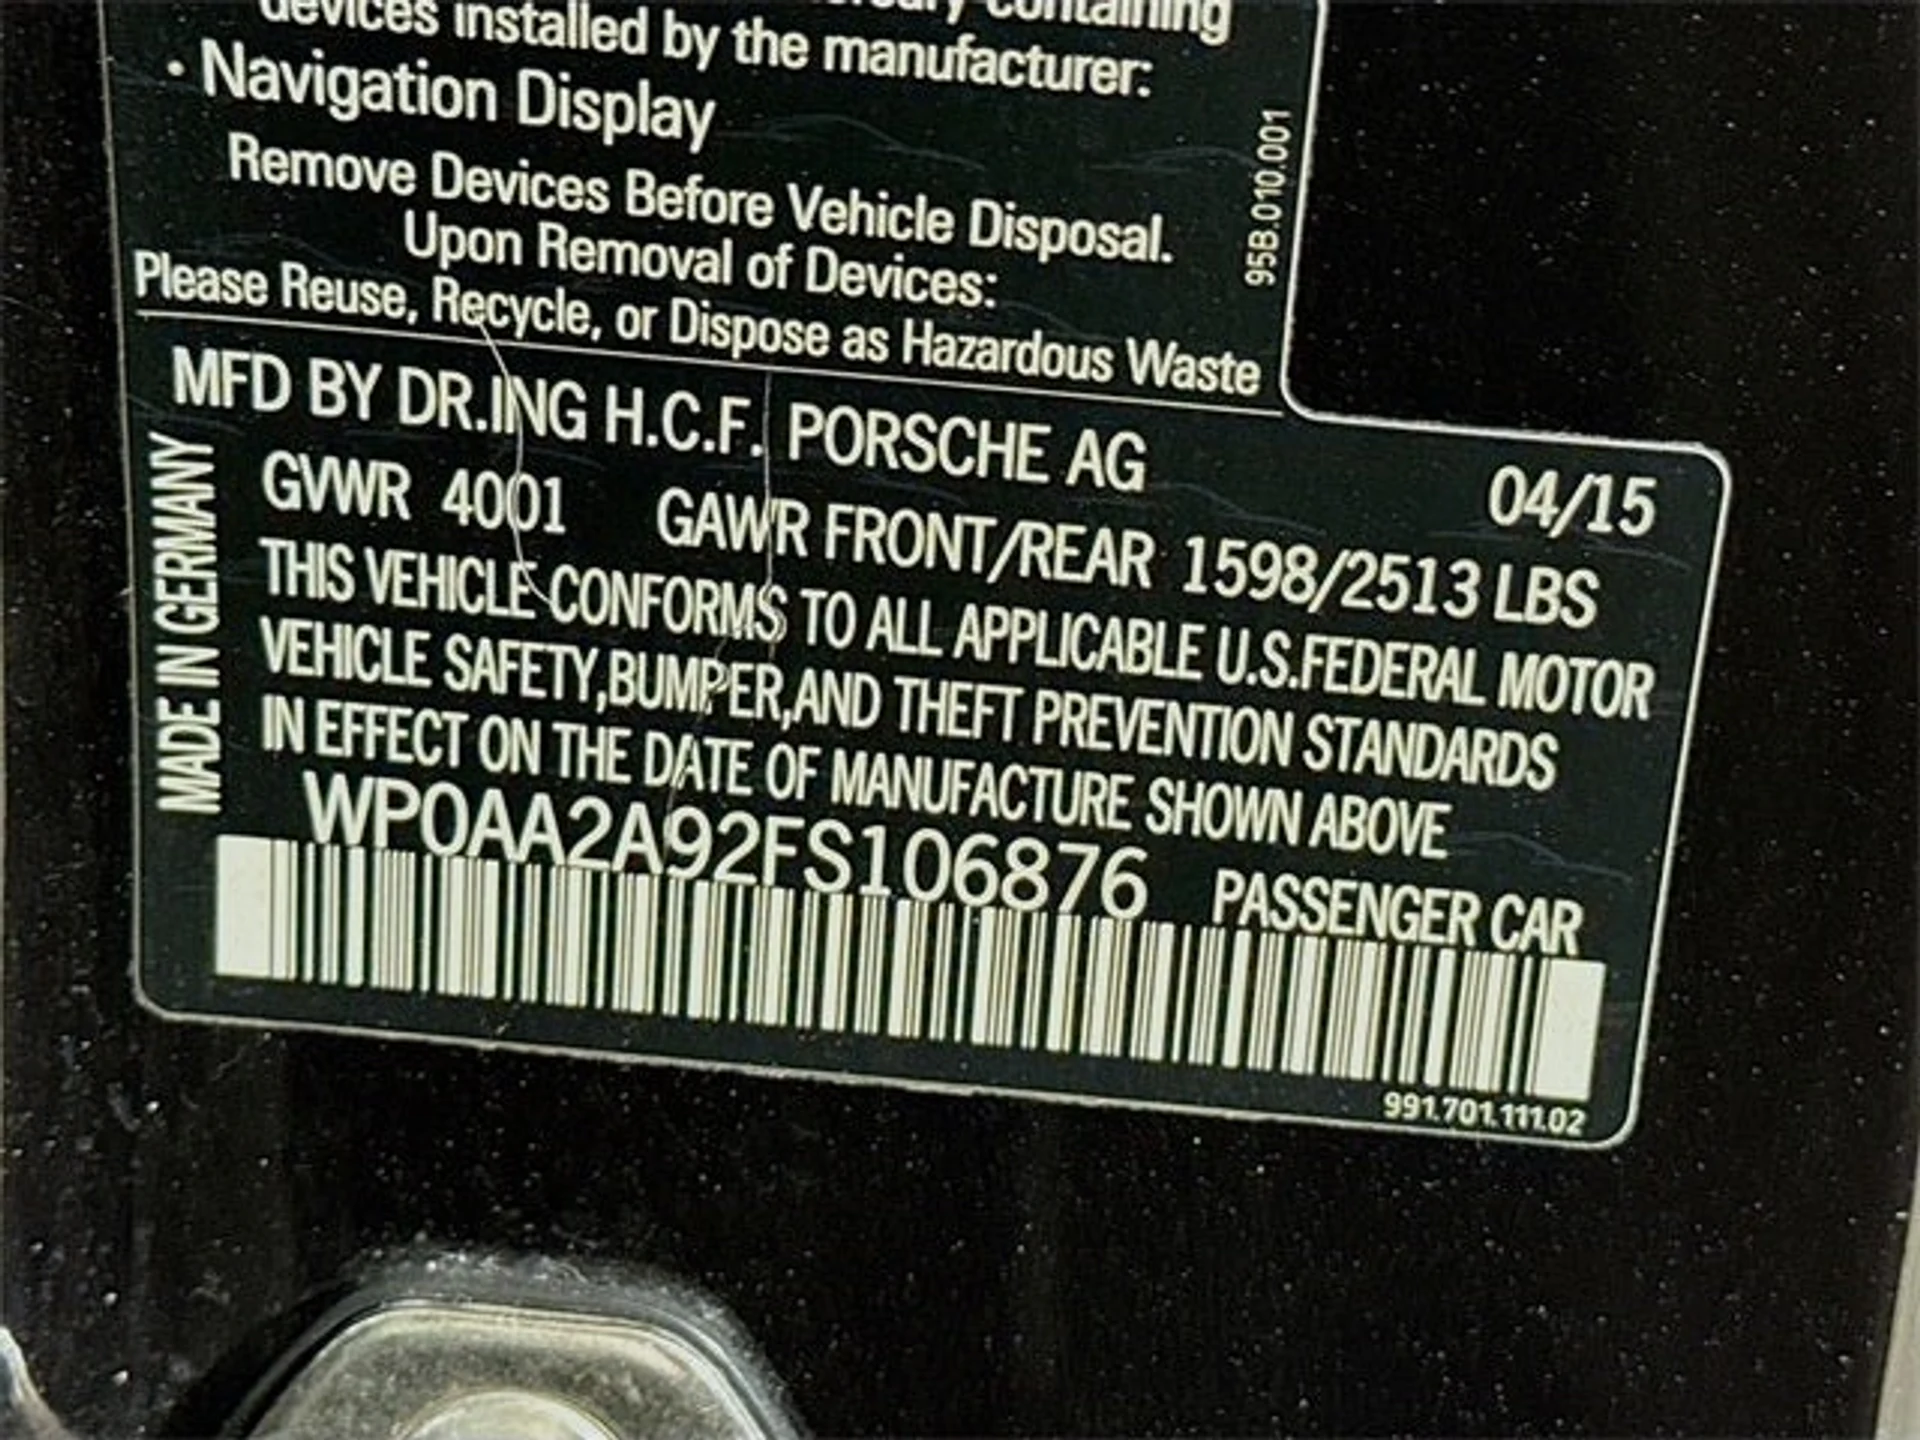 containing
devices installed by the manufacturer:
• Navigation Display
Remove Devices Before Vehicle Disposal.
Upon Removal of Devices:
Please Reuse, Recycle, or Dispose as Hazardous Waste
95B.010.001
MFD BY DR.ING H.C.F. PORSCHE AG 04/15
GVWR 4001 GAWR FRONT/REAR 1598/2513 LBS
THIS VEHICLE CONFORMS TO ALL APPLICABLE U.S.FEDERAL MOTOR
VEHICLE SAFETY,BUMPER,AND THEFT PREVENTION STANDARDS
IN EFFECT ON THE DATE OF MANUFACTURE SHOWN ABOVE
WP0AA2A92FS106876 PASSENGER CAR
MADE IN GERMANY
991.701.111.02